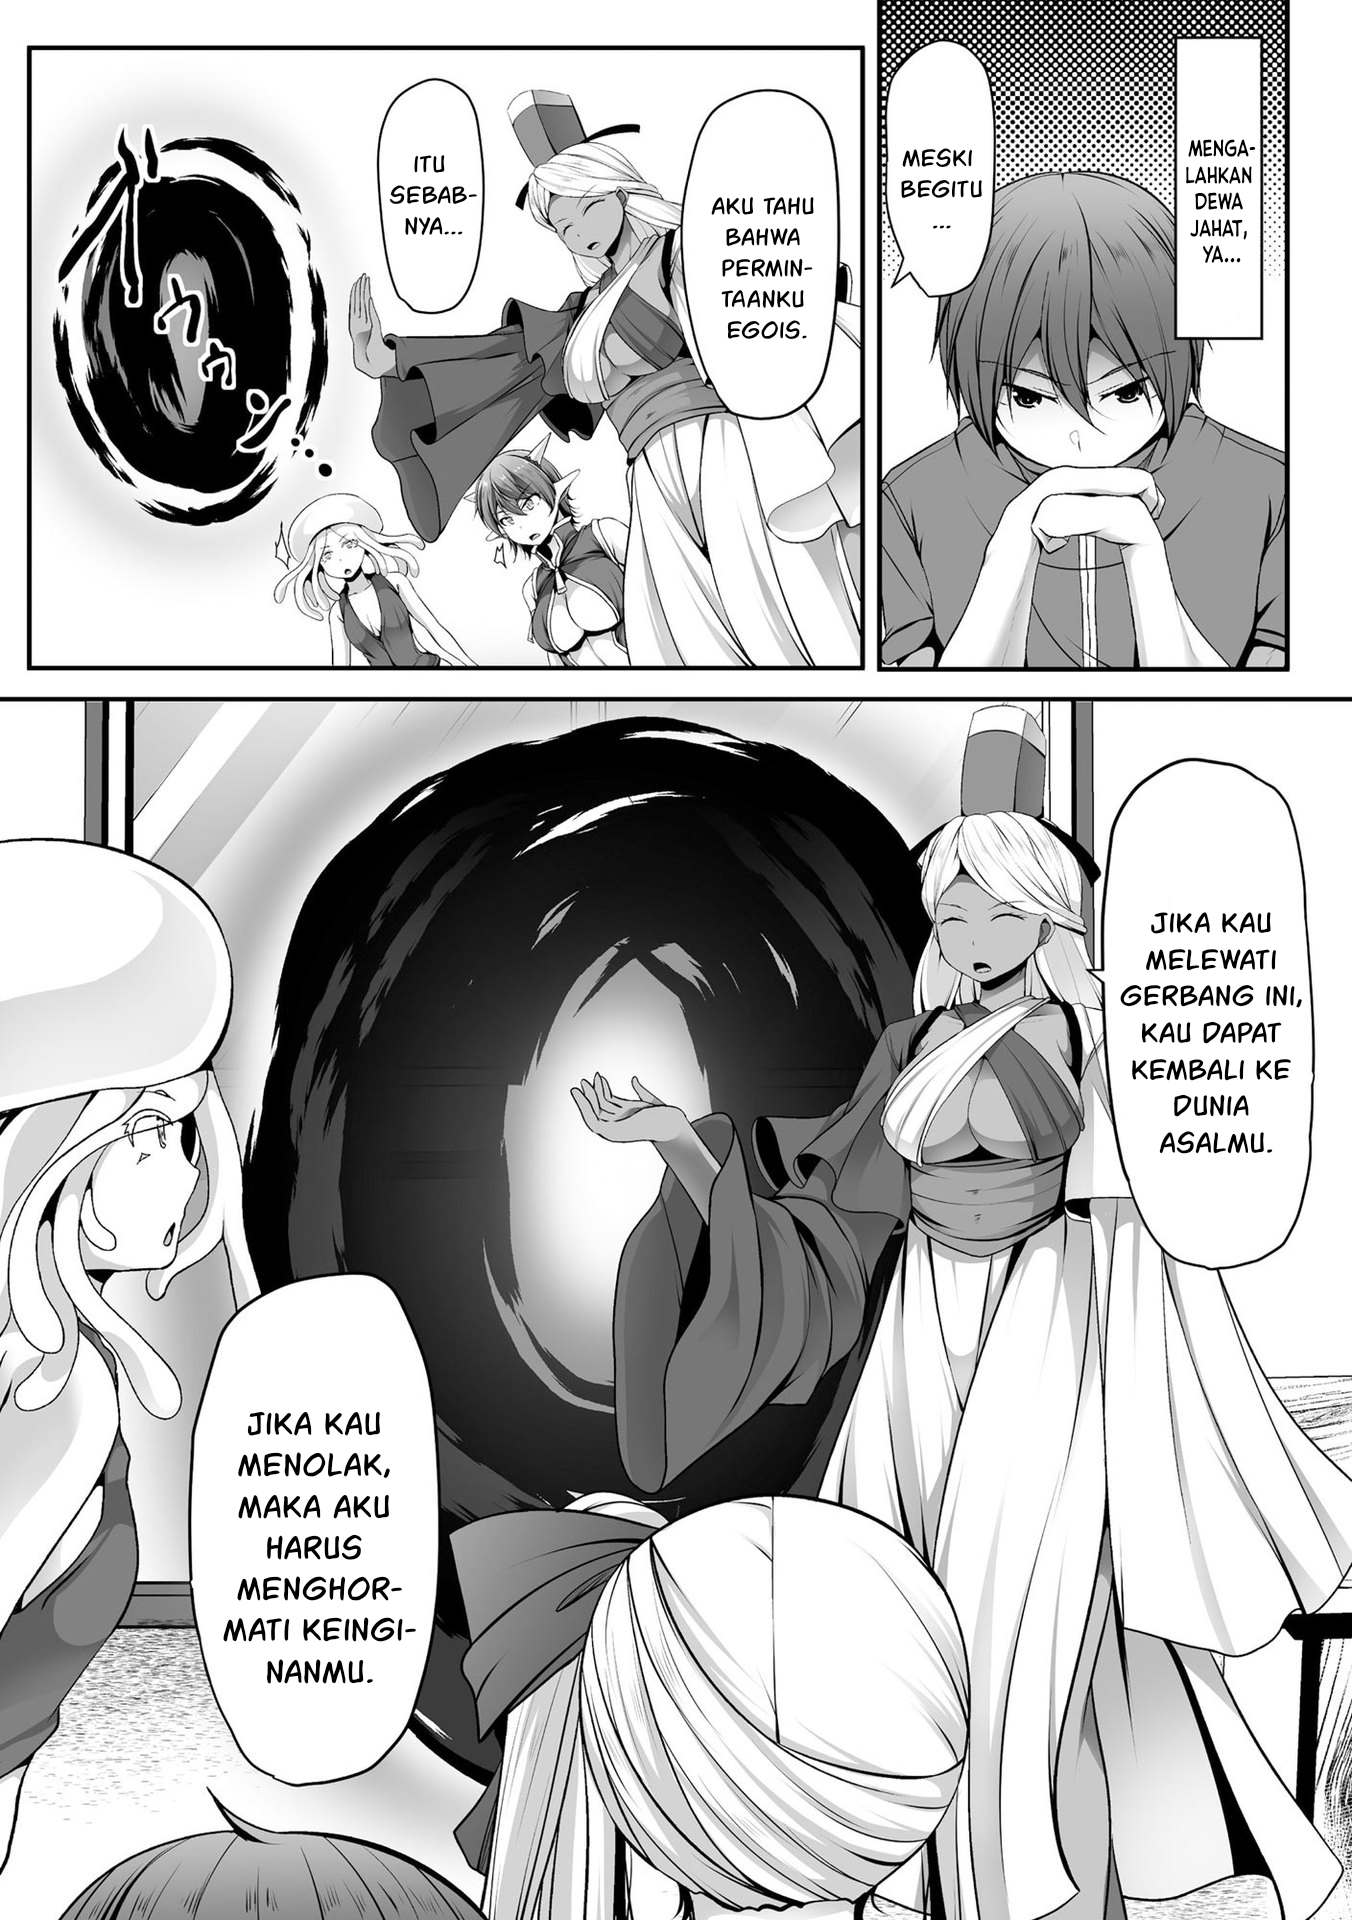 MENGA-
LAHKAN
DEWA
JAHAT,
YA...
MESKI
BEGITU
...
AKU TAHU
BAHWA
PERMIN-
TAANKU
EGOIS.
ITU
SEBAB-
NYA...
ヴウゥン...
JIKA KAU
MELEWATI
GERBANG INI,
KAU DAPAT
KEMBALI KE
DUNIA
ASALMU.
JIKA KAU
MENOLAK,
MAKA AKU
HARUS
MENGHOR-
MATI KEINGI-
NANMU.